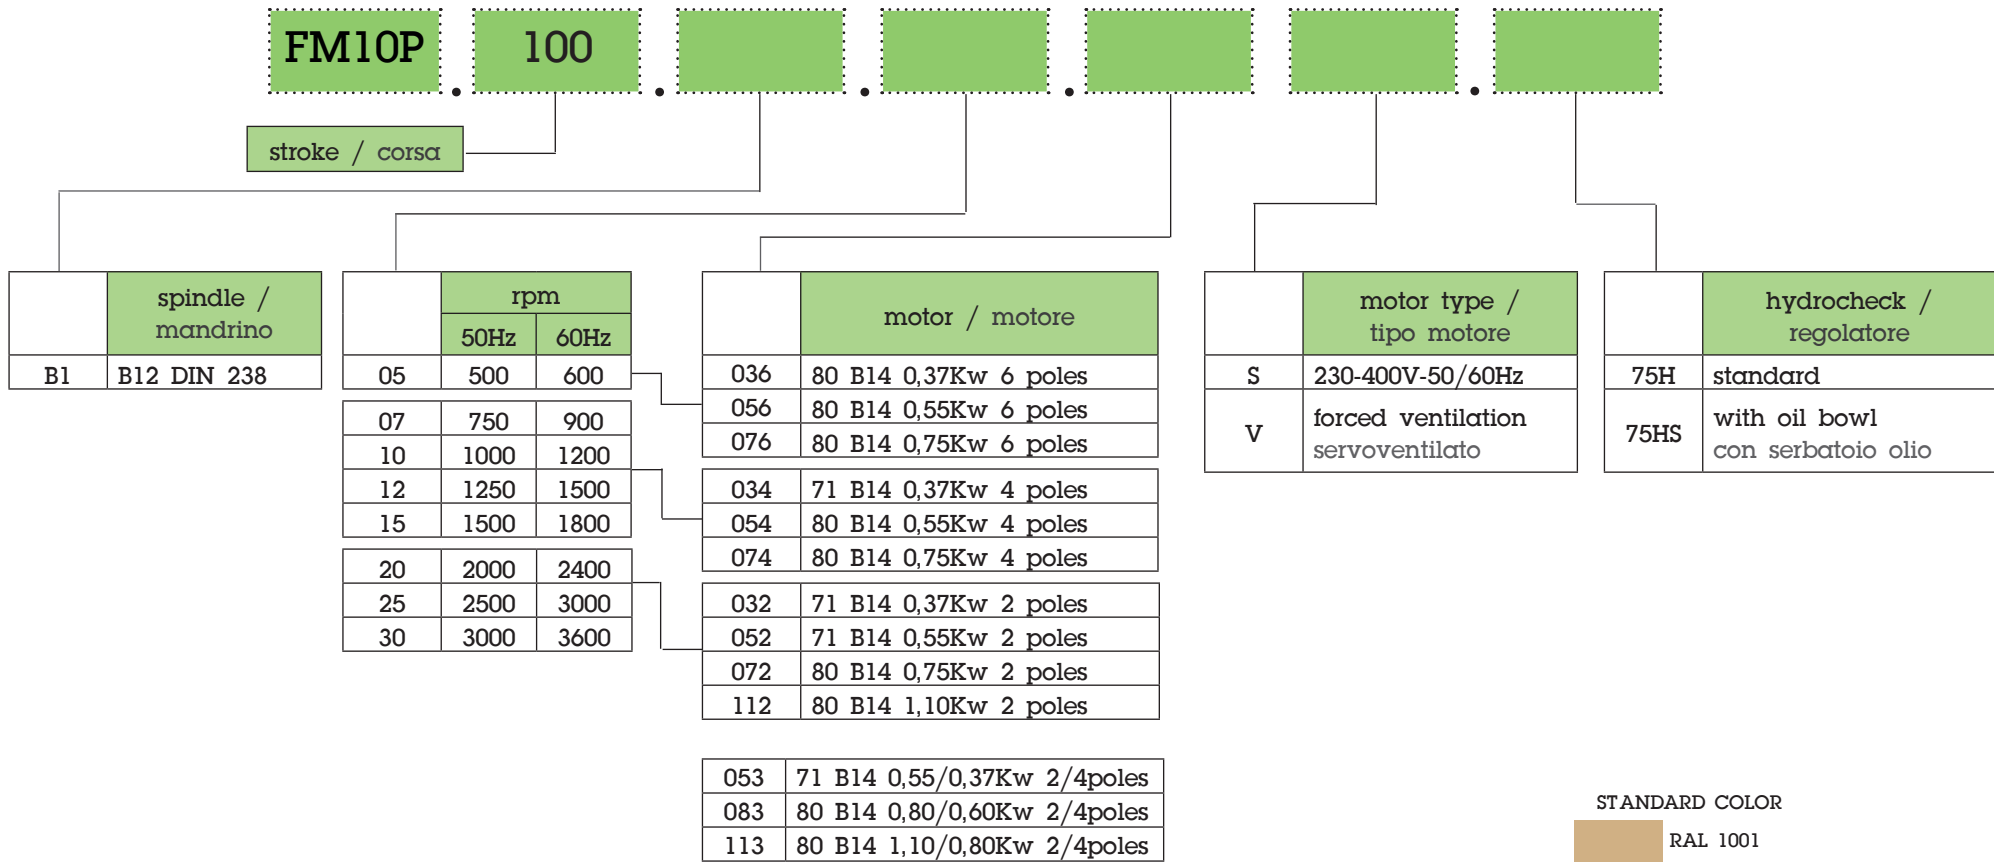 FM10P . 100 . . . .
stroke / corsa
spindle /
mandrino
B1 B12 DIN 238
rpm
50Hz 60Hz
05 500 600
07 750 900
10 1000 1200
12 1250 1500
15 1500 1800
20 2000 2400
25 2500 3000
30 3000 3600
motor / motore
036 80 B14 0,37Kw 6 poles
056 80 B14 0,55Kw 6 poles
076 80 B14 0,75Kw 6 poles
034 71 B14 0,37Kw 4 poles
054 80 B14 0,55Kw 4 poles
074 80 B14 0,75Kw 4 poles
032 71 B14 0,37Kw 2 poles
052 71 B14 0,55Kw 2 poles
072 80 B14 0,75Kw 2 poles
112 80 B14 1,10Kw 2 poles
053 71 B14 0,55/0,37Kw 2/4poles
083 80 B14 0,80/0,60Kw 2/4poles
113 80 B14 1,10/0,80Kw 2/4poles
motor type /
tipo motore
S 230-400V-50/60Hz
V forced ventilation
servoventilato
hydrocheck /
regolatore
75H standard
75HS with oil bowl
con serbatoio olio
STANDARD COLOR
RAL 1001